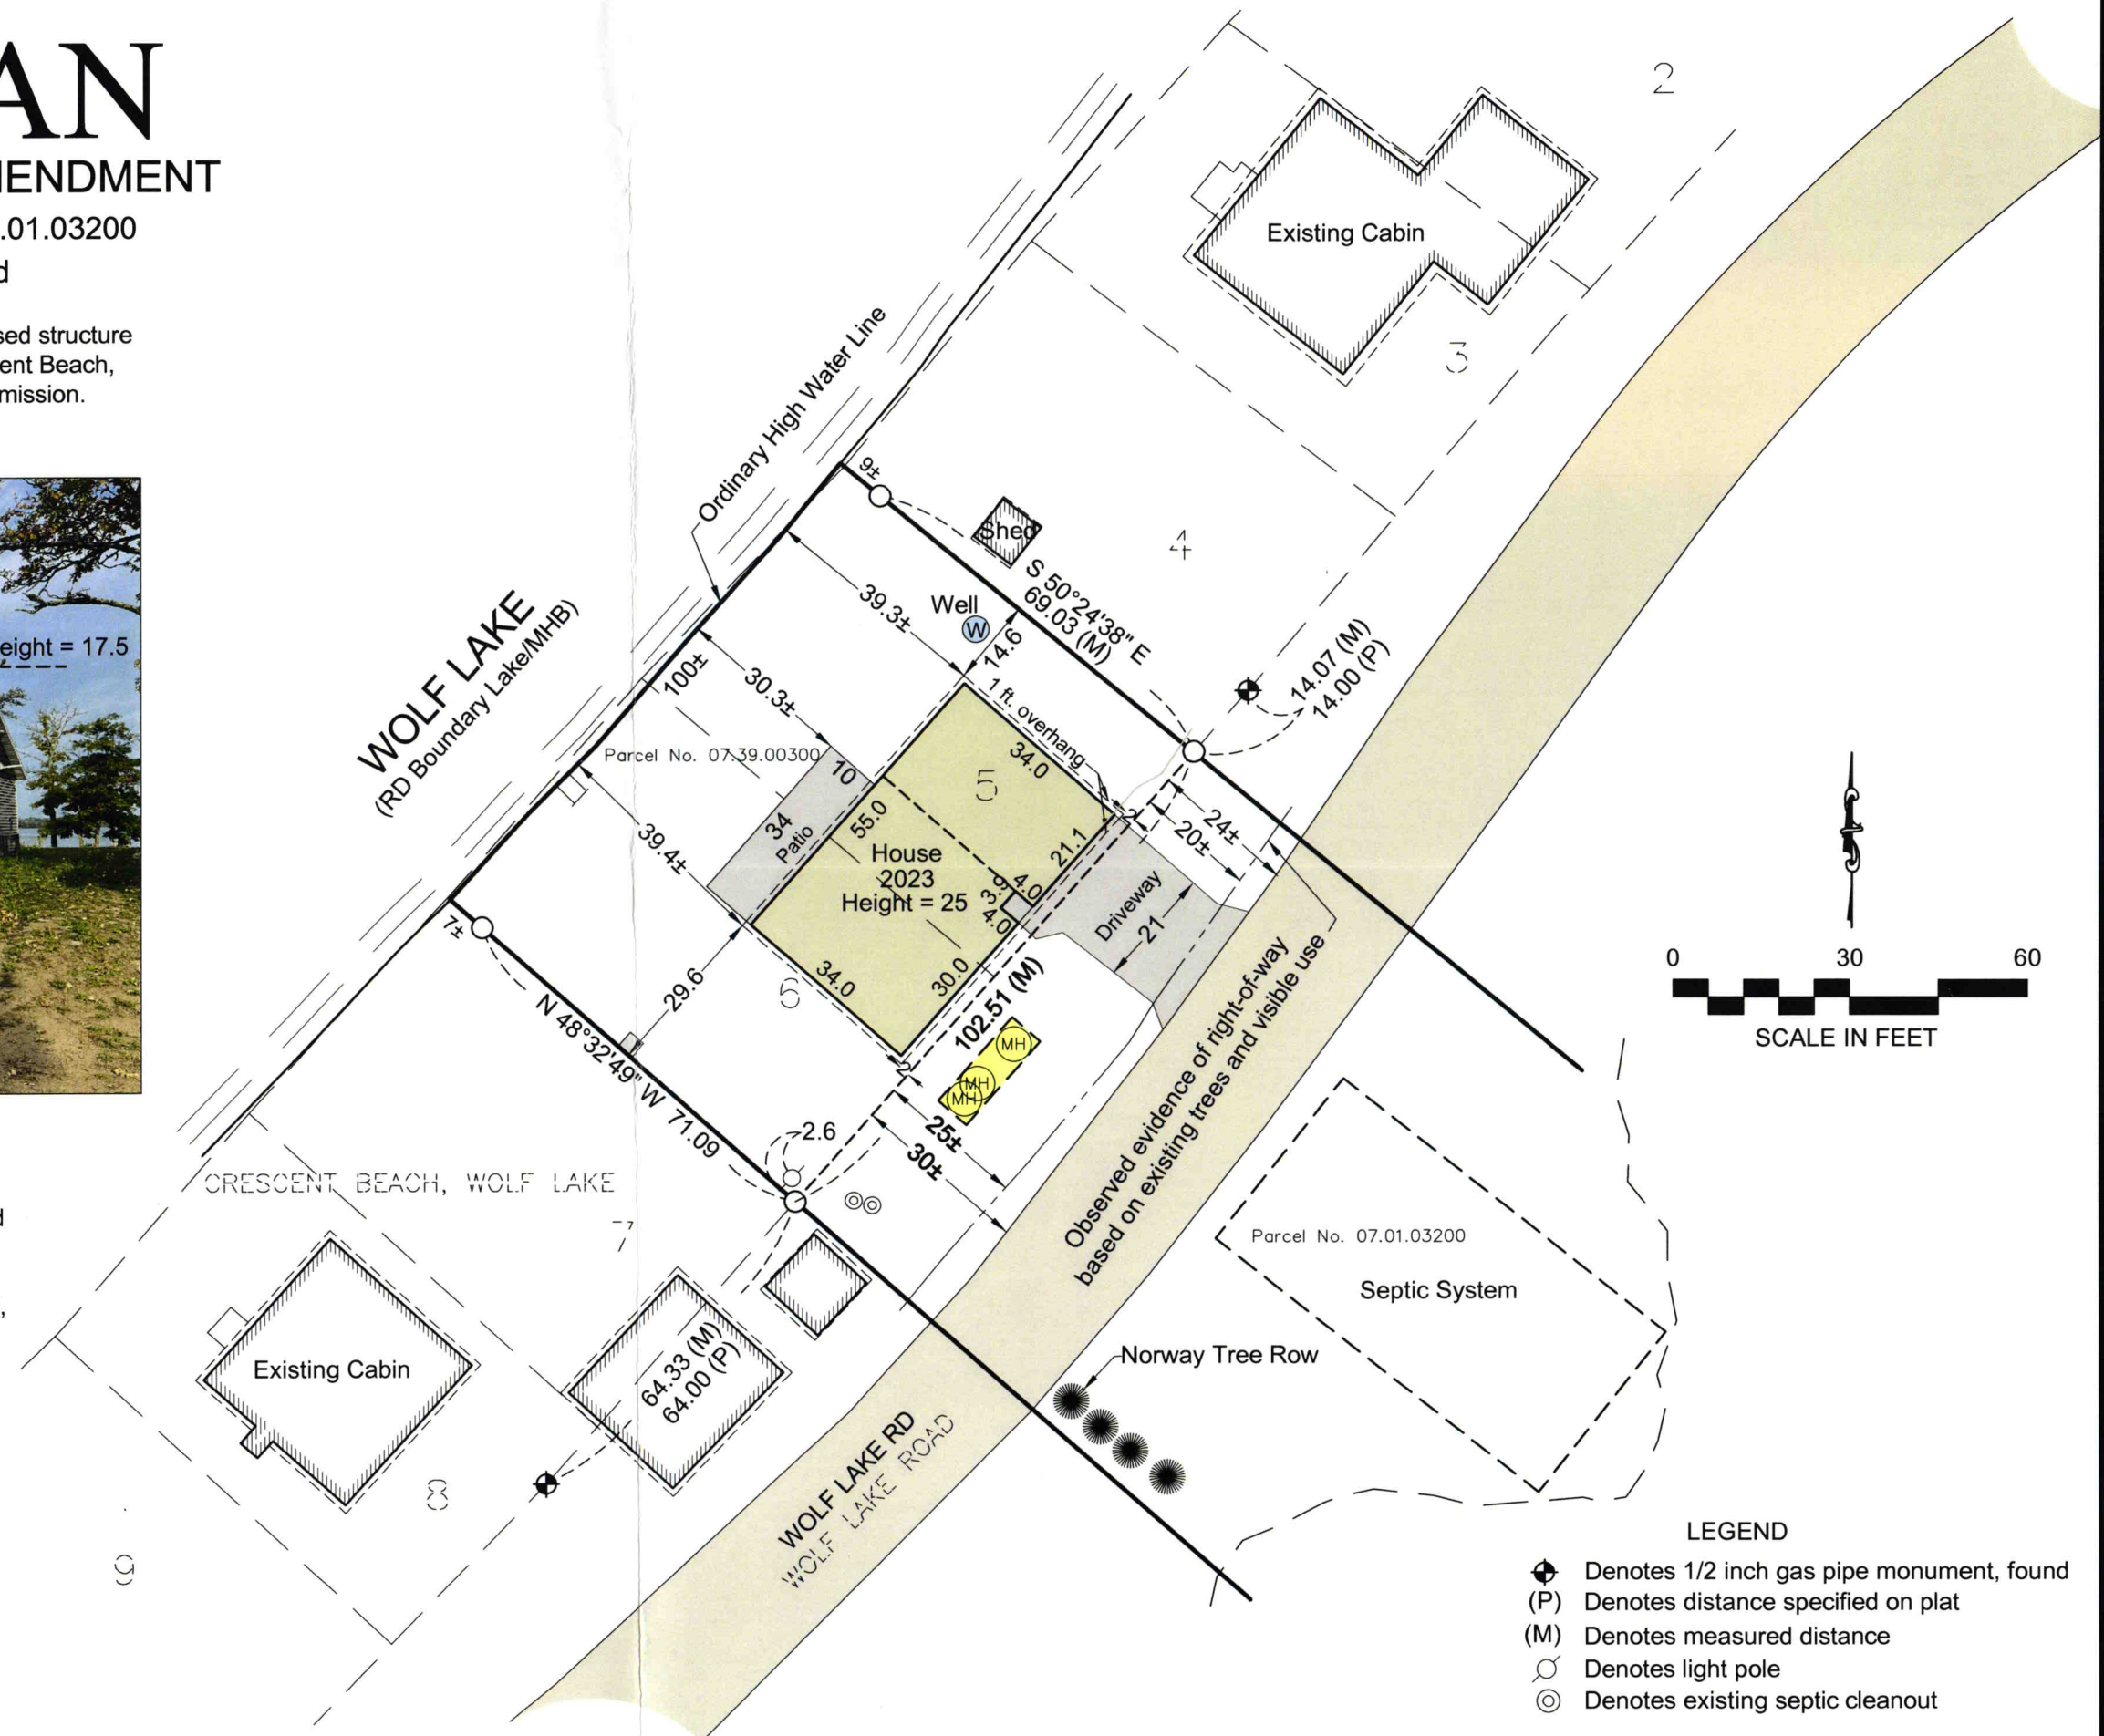 AN
ENDMENT
.01.03200
d
sed structure
ent Beach,
mission.
eight = 17.5
d
,
2
Existing Cabin
3
Ordinary High Water Line
9±
Shed
4
S 50°24'38" E
69.03 (M)
WOLF LAKE
(RD Boundary Lake/MHB)
39.3±
Well
W
14.6
14.07 (M)
14.00 (P)
100±
30.3±
1 ft. overhang
34.0
Parcel No. 07.39.00300
10
5
34
Patio
55.0
House
2023
Height = 25
21.1
3.9
4.0
4.0
2
24±
20±
39.4±
Driveway
21
7±
29.6
6
34.0
30.0
102.51 (M)
N 48°32'49" W 71.09
MH
MH
MH
2
25±
30±
2.6
Observed evidence of right-of-way
based on existing trees and visible use
0 30 60
SCALE IN FEET
CRESCENT BEACH, WOLF LAKE
7
Parcel No. 07.01.03200
Septic System
Existing Cabin
64.33 (M)
64.00 (P)
Norway Tree Row
8
9
WOLF LAKE RD
WOLF LAKE ROAD
LEGEND
Denotes 1/2 inch gas pipe monument, found
(P) Denotes distance specified on plat
(M) Denotes measured distance
Denotes light pole
Denotes existing septic cleanout